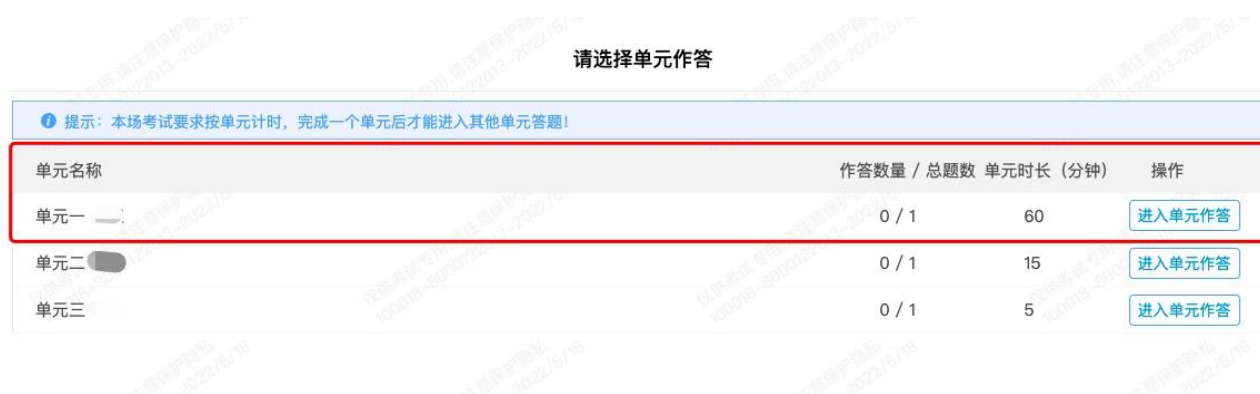 请选择单元作答
提示：本场考试要求按单元计时，完成一个单元后才能进入其他单元答题！
单元名称 作答数量 / 总题数 单元时长（分钟） 操作
单元一 0 / 1 60 进入单元作答
单元二 0 / 1 15 进入单元作答
单元三 0 / 1 5 进入单元作答